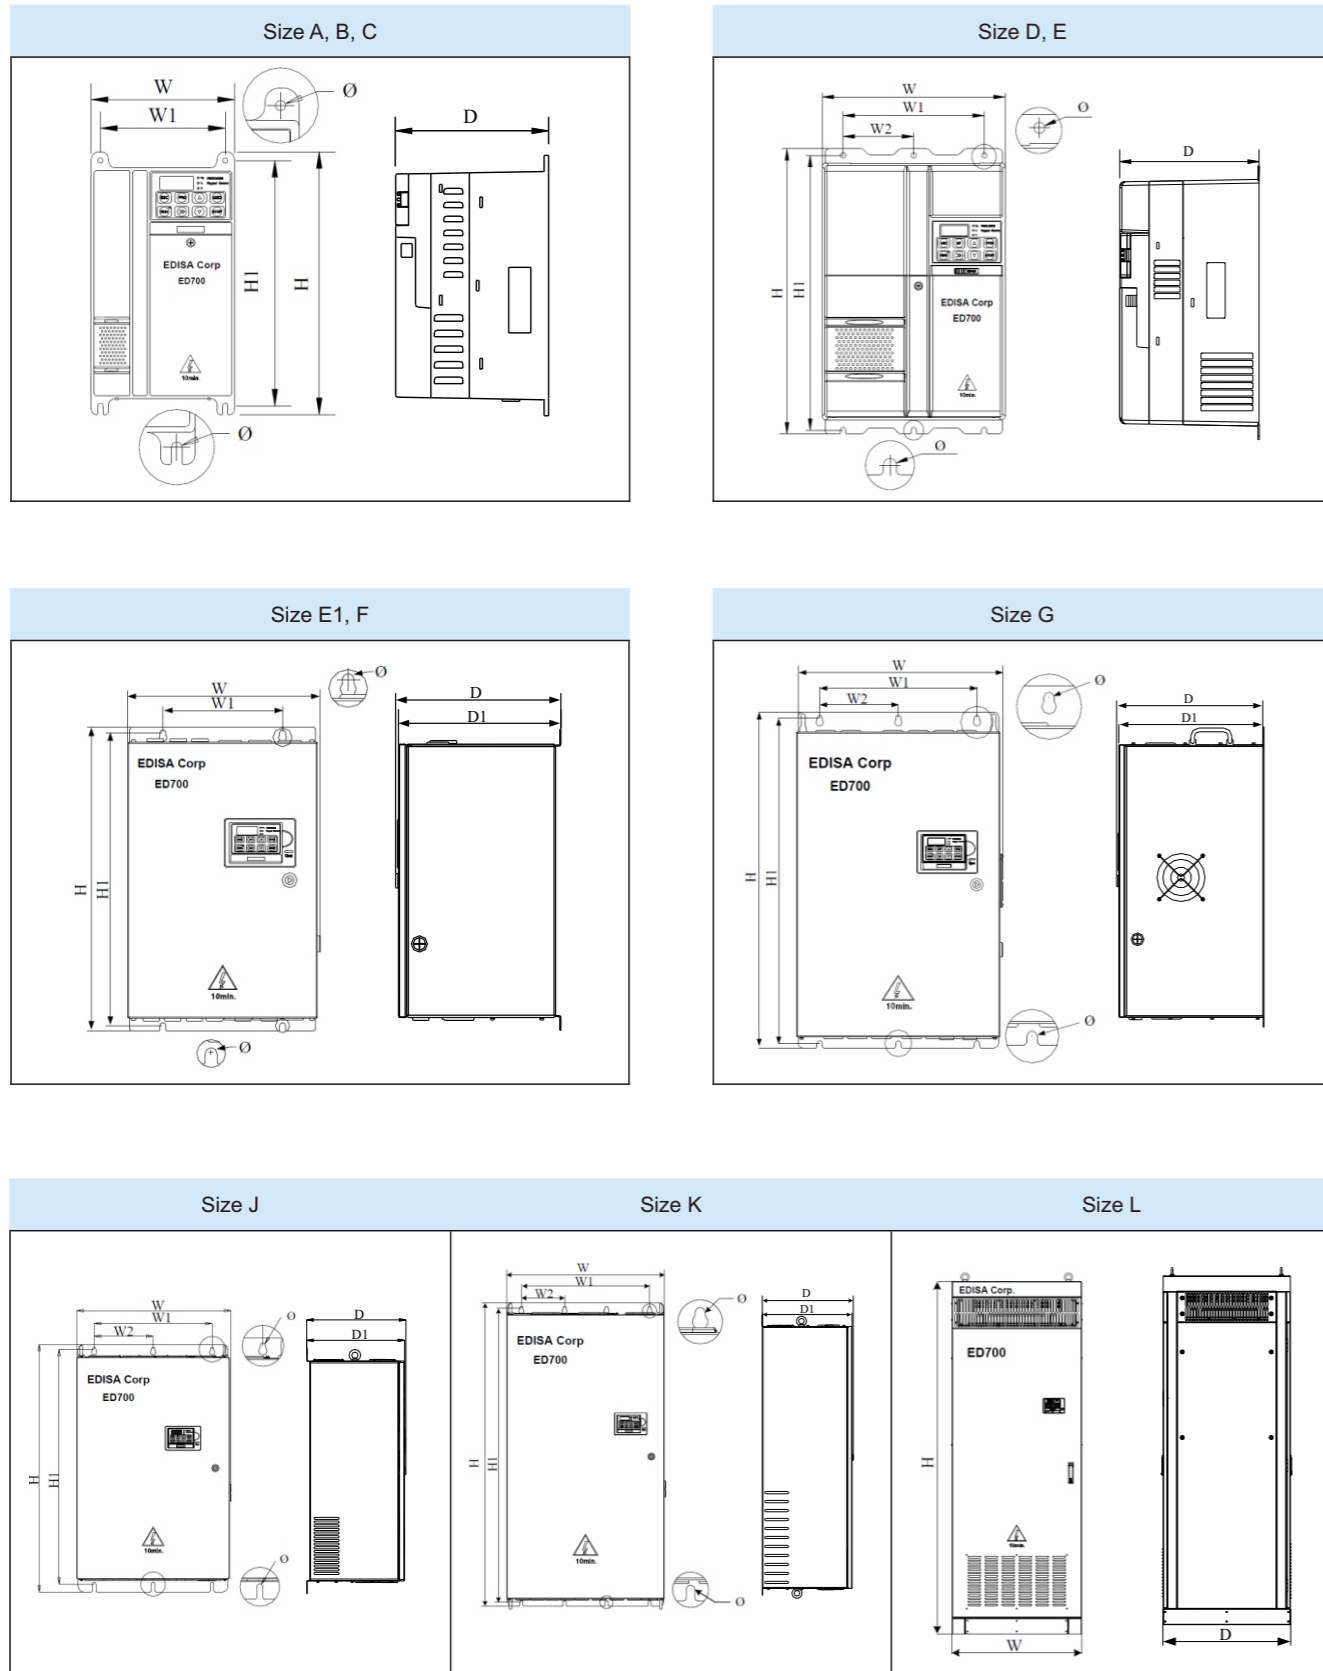 Size A, B, C
W
W1
Ø
D
EDISA Corp
ED700
H1
H
10min.
Ø
Size D, E
W
W1
W2
Ø
D
H
H1
EDISA Corp
ED700
10min.
Ø
Size E1, F
W
W1
Ø
D
D1
EDISA Corp
ED700
H
H1
10min.
Ø
Size G
W
W1
W2
Ø
D
D1
EDISA Corp
ED700
H
H1
10min.
Ø
Size J
W
W1
W2
Ø
D
D1
EDISA Corp
ED700
H
H1
10min.
Ø
Size K
W
W1
W2
Ø
D
D1
EDISA Corp
ED700
H
H1
10min.
Ø
Size L
EDISA Corp.
ED700
H
10min.
W
D